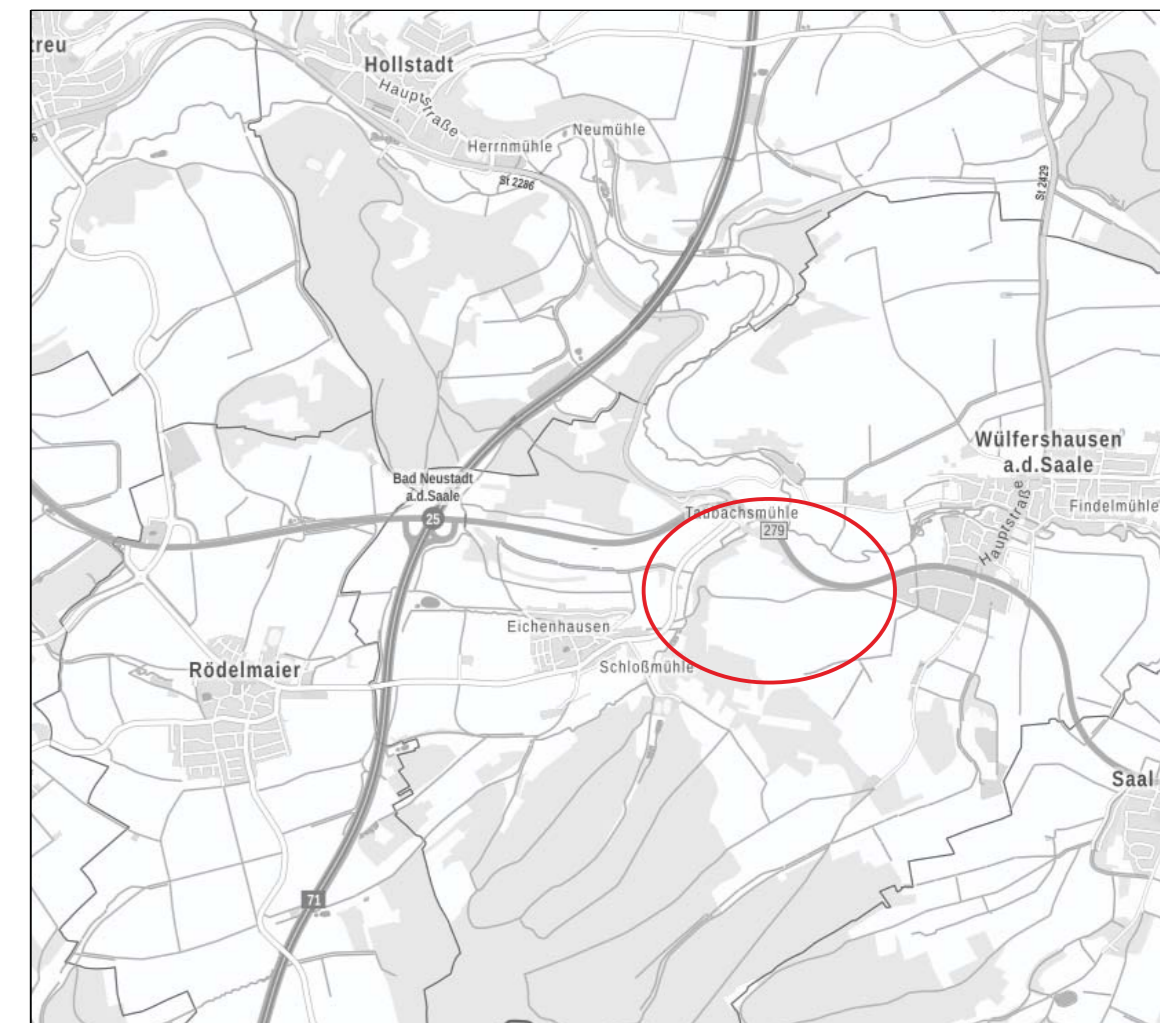 treu
Hollstadt
Hauptstraße
Neumühle
Herrnmühle
St 2286
St 2429
Wülfershausen
a.d.Saale
Bad Neustadt
a.d.Saale
25
Taubachsmühle
279
Findelmühle
Hauptstraße
Eichenhausen
Schloßmühle
Rödelmaier
Saal
71